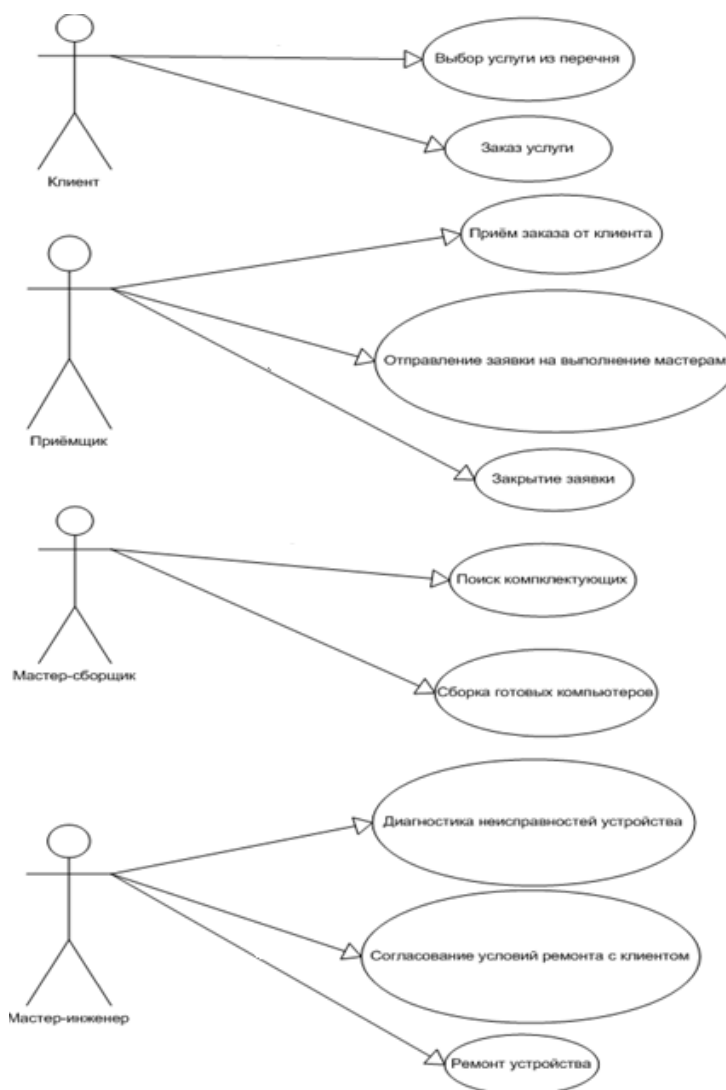 Выбор услуги из перечня
Заказ услуги
Клиент
Приём заказа от клиента
Отправление заявки на выполнение мастерам
Приёмщик
Закрытие заявки
Поиск компклектующих
Мастер-сборщик
Сборка готовых компьютеров
Диагностика неисправностей устройства
Согласование условий ремонта с клиентом
Мастер-инженер
Ремонт устройства